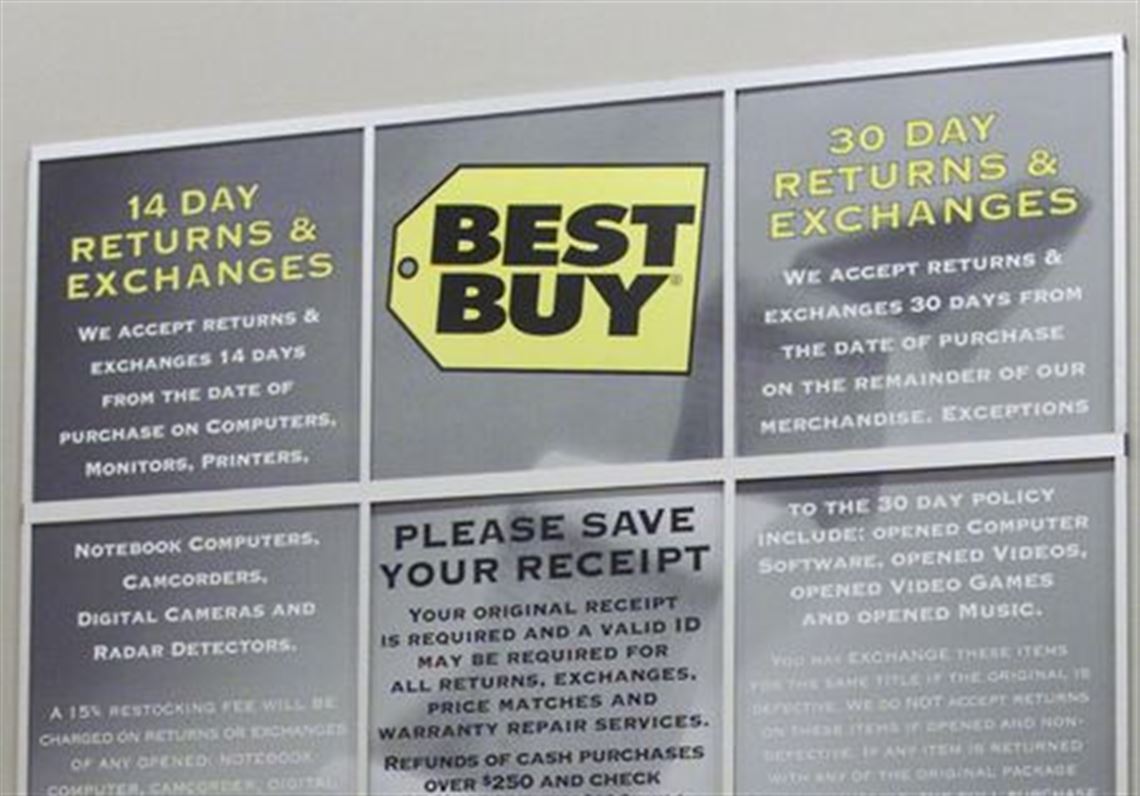 14 DAY
RETURNS &
EXCHANGES
WE ACCEPT RETURNS &
EXCHANGES 14 DAYS
FROM THE DATE OF
PURCHASE ON COMPUTERS,
MONITORS, PRINTERS,
NOTEBOOK COMPUTERS,
CAMCORDERS,
DIGITAL CAMERAS AND
RADAR DETECTORS.
A 15% RESTOCKING FEE WILL BE
CHARGED ON RETURNS OR EXCHANGES
OF ANY OPENED: NOTEBOOK
COMPUTER, CAMCORDER, DIGITAL
BEST
BUY®
PLEASE SAVE
YOUR RECEIPT
YOUR ORIGINAL RECEIPT
IS REQUIRED AND A VALID ID
MAY BE REQUIRED FOR
ALL RETURNS, EXCHANGES,
PRICE MATCHES AND
WARRANTY REPAIR SERVICES.
REFUNDS OF CASH PURCHASES
OVER $250 AND CHECK
30 DAY
RETURNS &
EXCHANGES
WE ACCEPT RETURNS &
EXCHANGES 30 DAYS FROM
THE DATE OF PURCHASE
ON THE REMAINDER OF OUR
MERCHANDISE. EXCEPTIONS
TO THE 30 DAY POLICY
INCLUDE: OPENED COMPUTER
SOFTWARE, OPENED VIDEOS,
OPENED VIDEO GAMES
AND OPENED MUSIC.
YOU MAY EXCHANGE THESE ITEMS
FOR THE SAME TITLE IF THE ORIGINAL IS
DEFECTIVE. WE DO NOT ACCEPT RETURNS
ON THESE ITEMS IF OPENED AND NON-
DEFECTIVE. IF ANY ITEM IS RETURNED
WITH ANY OF THE ORIGINAL PACKAGE